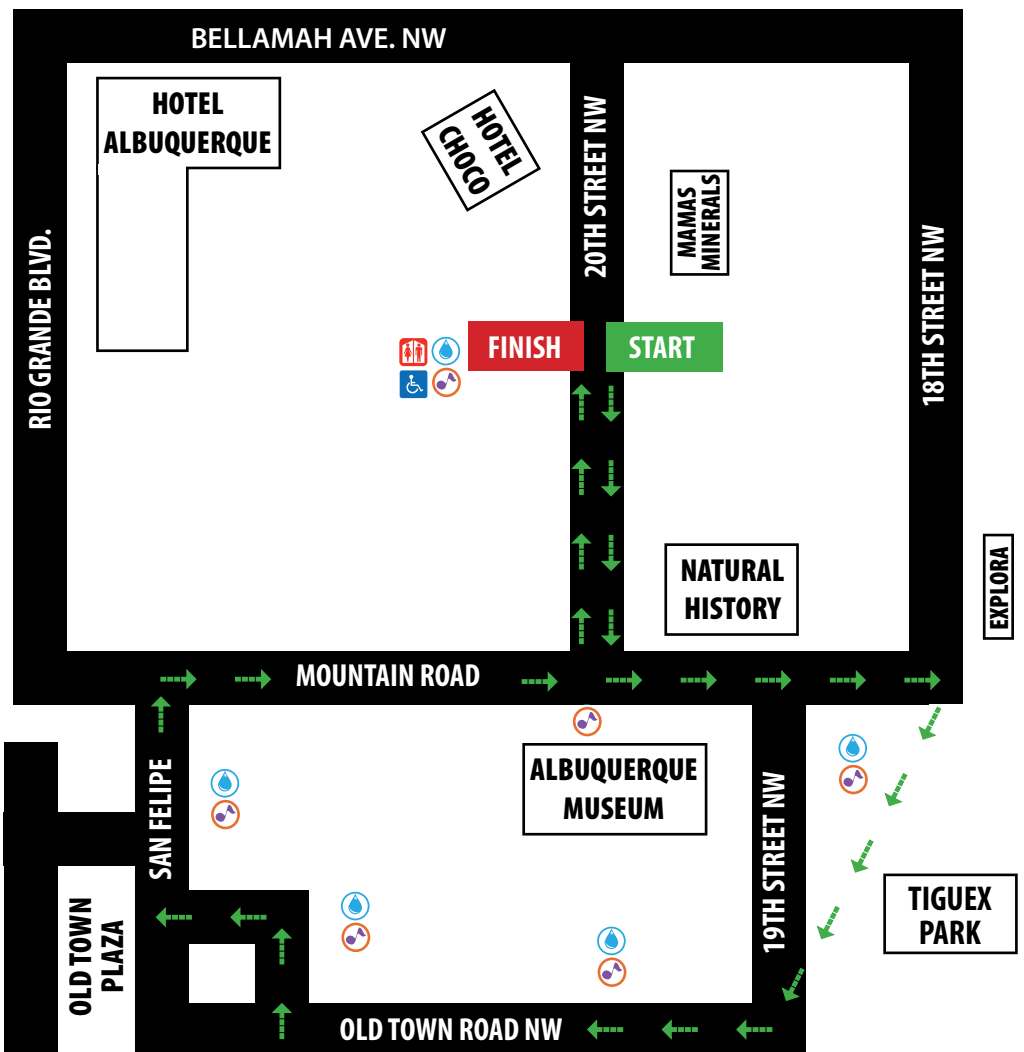 BELLAMAH AVE. NW
HOTEL
ALBUQUERQUE
HOTEL
CHOCO
20TH STREET NW
MAMAS
MINERALS
RIO GRANDE BLVD.
18TH STREET NW
FINISH
START
NATURAL
HISTORY
EXPLORA
MOUNTAIN ROAD
ALBUQUERQUE
MUSEUM
SAN FELIPE
19TH STREET NW
TIGUEX
PARK
OLD TOWN
PLAZA
OLD TOWN ROAD NW